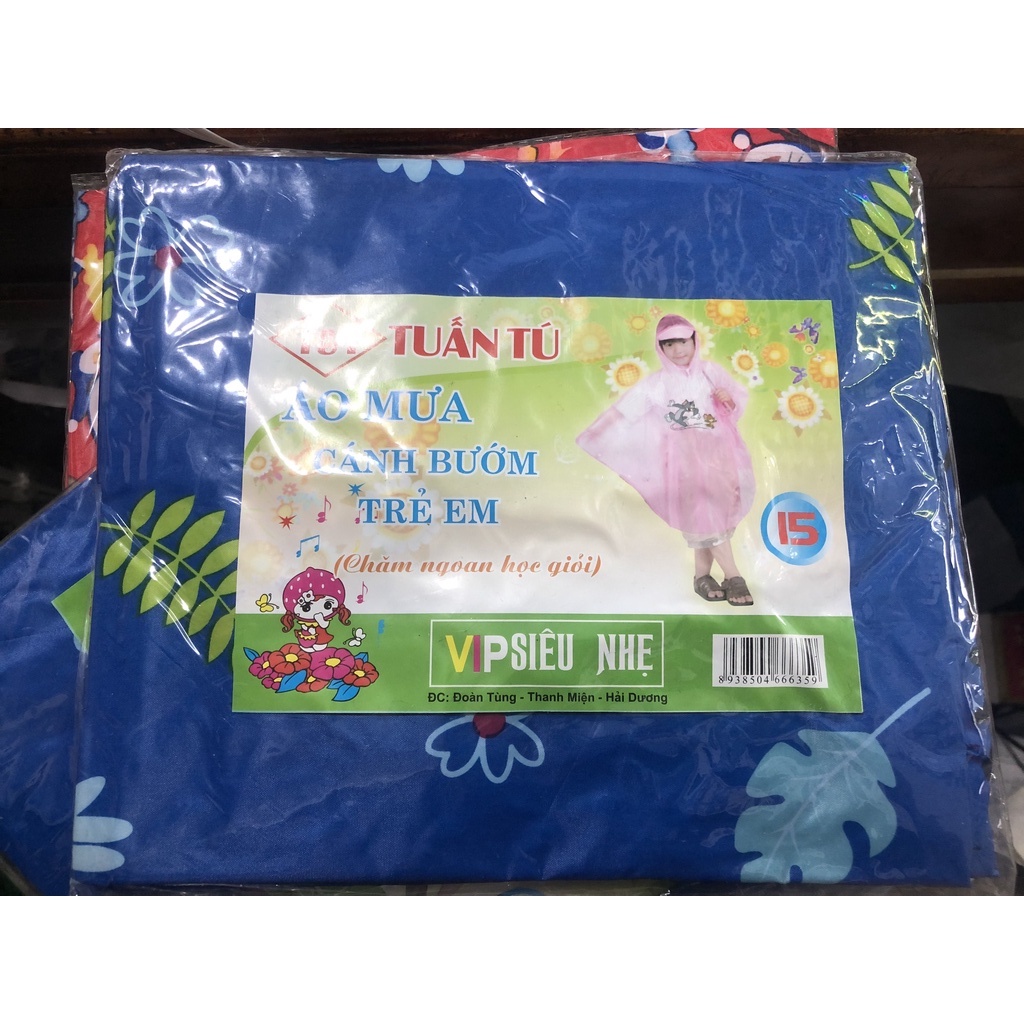 TUẤN TÚ
ÁO MƯA
CÁNH BƯỚM
TRẺ EM
(Chăm ngoan học giỏi)
15
VIP SIÊU NHẸ
8938504666359
ĐC: Đoàn Tùng - Thanh Miện - Hải Dương